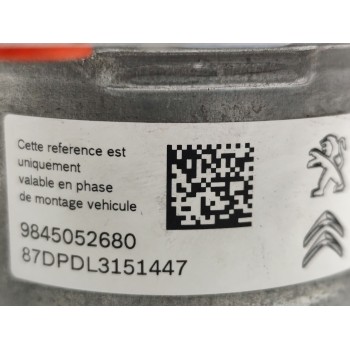 Cette reference est
uniquement
valable en phase
de montage vehicule
9845052680
87DPDL3151447